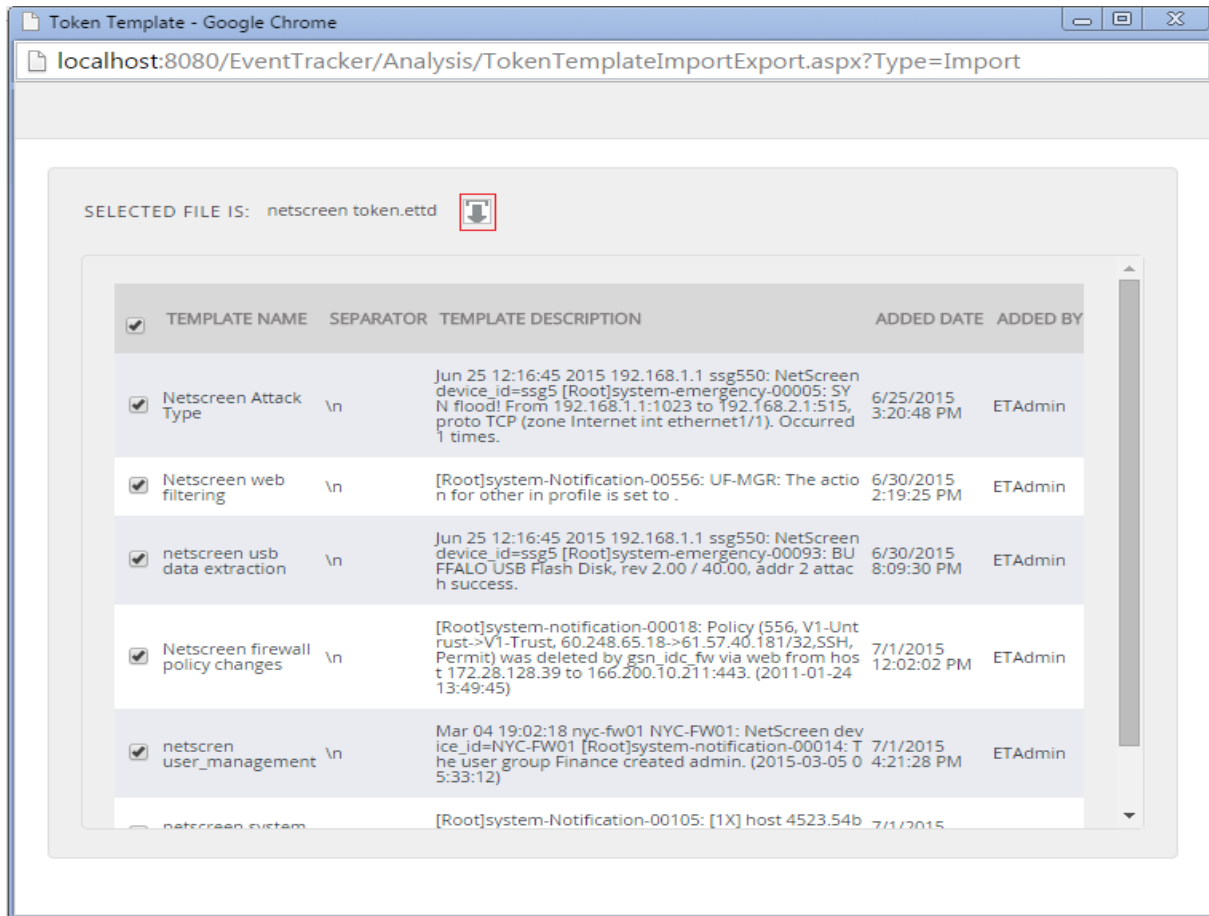 Token Template - Google Chrome
localhost:8080/EventTracker/Analysis/TokenTemplateImportExport.aspx?Type=Import
SELECTED FILE IS: netscreen token.ettd
TEMPLATE NAME SEPARATOR TEMPLATE DESCRIPTION ADDED DATE ADDED BY
Netscreen Attack
Type
\n
Jun 25 12:16:45 2015 192.168.1.1 ssg550: NetScreen
device_id=ssg5 [Root]system-emergency-00005: SY
N flood! From 192.168.1.1:1023 to 192.168.2.1:515,
proto TCP (zone Internet int ethernet1/1). Occurred
1 times.
6/25/2015
3:20:48 PM
ETAdmin
Netscreen web
filtering
\n
[Root]system-Notification-00556: UF-MGR: The actio
n for other in profile is set to .
6/30/2015
2:19:25 PM
ETAdmin
netscreen usb
data extraction
\n
Jun 25 12:16:45 2015 192.168.1.1 ssg550: NetScreen
device_id=ssg5 [Root]system-emergency-00093: BU
FFALO USB Flash Disk, rev 2.00 / 40.00, addr 2 attac
h success.
6/30/2015
8:09:30 PM
ETAdmin
Netscreen firewall
policy changes
\n
[Root]system-notification-00018: Policy (556, V1-Unt
rust->V1-Trust, 60.248.65.18->61.57.40.181/32,SSH,
Permit) was deleted by gsn_idc_fw via web from hos
t 172.28.128.39 to 166.200.10.211:443. (2011-01-24
13:49:45)
7/1/2015
12:02:02 PM
ETAdmin
netscren
user_management
\n
Mar 04 19:02:18 nyc-fw01 NYC-FW01: NetScreen dev
ice_id=NYC-FW01 [Root]system-notification-00014: T
he user group Finance created admin. (2015-03-05 0
5:33:12)
7/1/2015
4:21:28 PM
ETAdmin
netscreen system
[Root]system-Notification-00105: [1X] host 4523.54b
7/1/2015